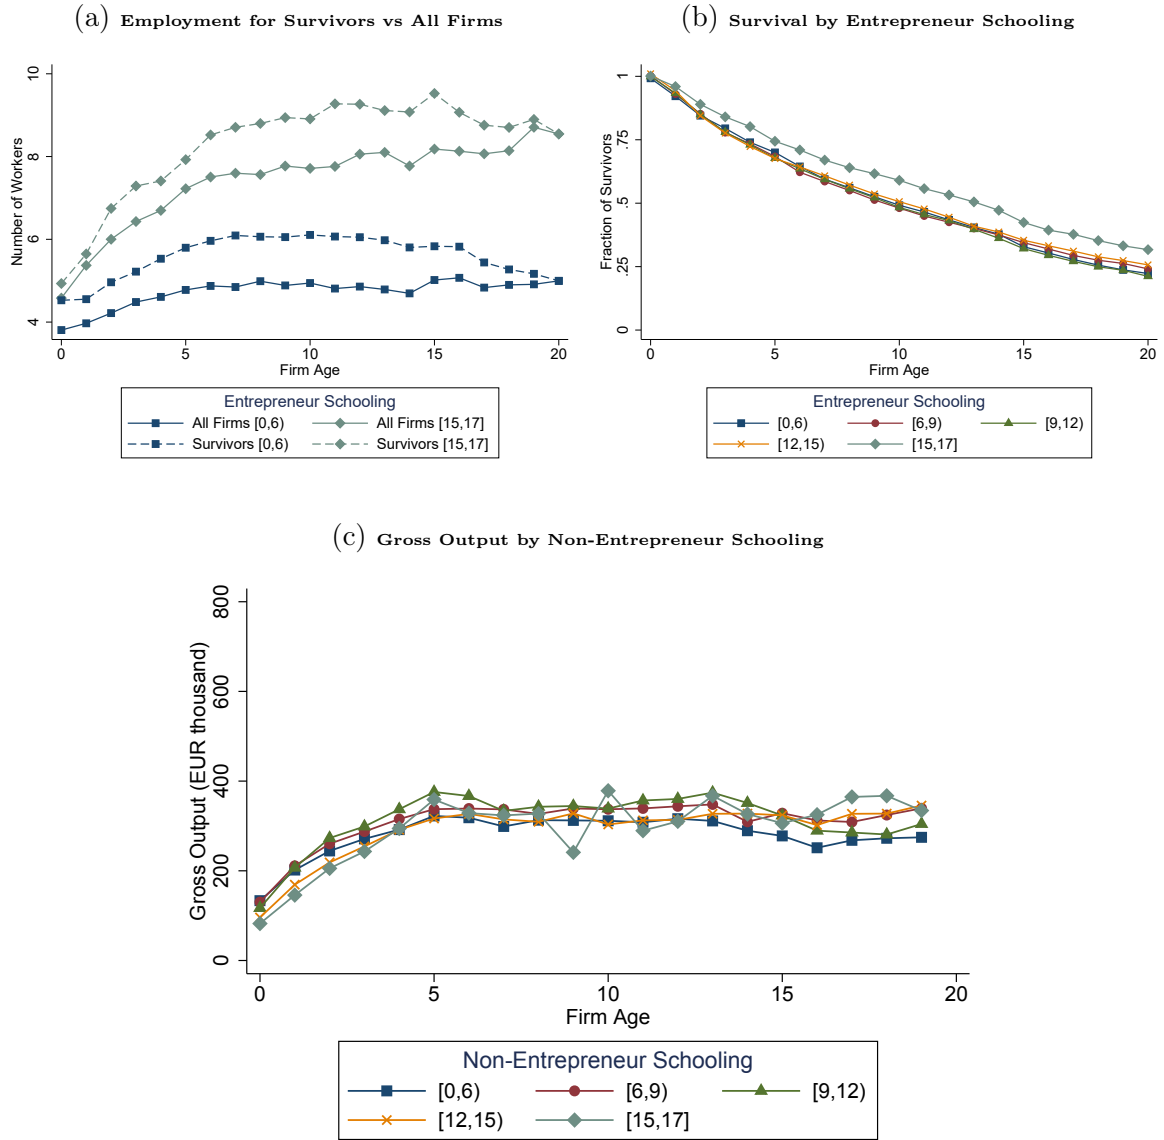 (a) Employment for Survivors vs All Firms
Number of Workers
10
8
6
4
0 5 10 15 20
Firm Age
Entrepreneur Schooling
All Firms [0,6) All Firms [15,17]
Survivors [0,6) Survivors [15,17]
(b) Survival by Entrepreneur Schooling
Fraction of Survivors
1
.75
.5
.25
0
0 5 10 15 20
Firm Age
Entrepreneur Schooling
[0,6) [6,9) [9,12)
[12,15) [15,17]
(c) Gross Output by Non-Entrepreneur Schooling
Gross Output (EUR thousand)
800
600
400
200
0
0 5 10 15 20
Firm Age
Non-Entrepreneur Schooling
[0,6) [6,9) [9,12)
[12,15) [15,17]